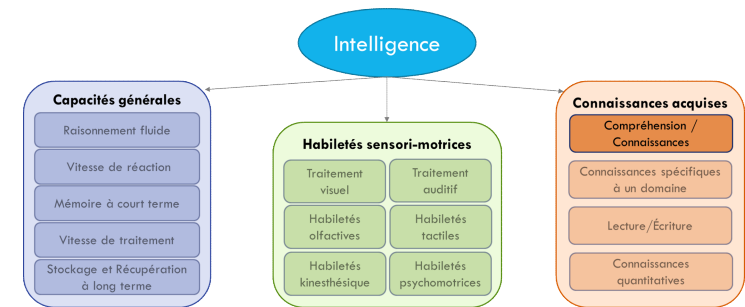 Intelligence
Capacités générales
Raisonnement fluide
Vitesse de réaction
Mémoire à court terme
Vitesse de traitement
Stockage et Récupération
à long terme
Habiletés sensori-motrices
Traitement
visuel
Traitement
auditif
Habiletés
olfactives
Habiletés
tactiles
Habiletés
kinesthésique
Habiletés
psychomotrices
Connaissances acquises
Compréhension /
Connaissances
Connaissances spécifiques
à un domaine
Lecture/Écriture
Connaissances
quantitatives